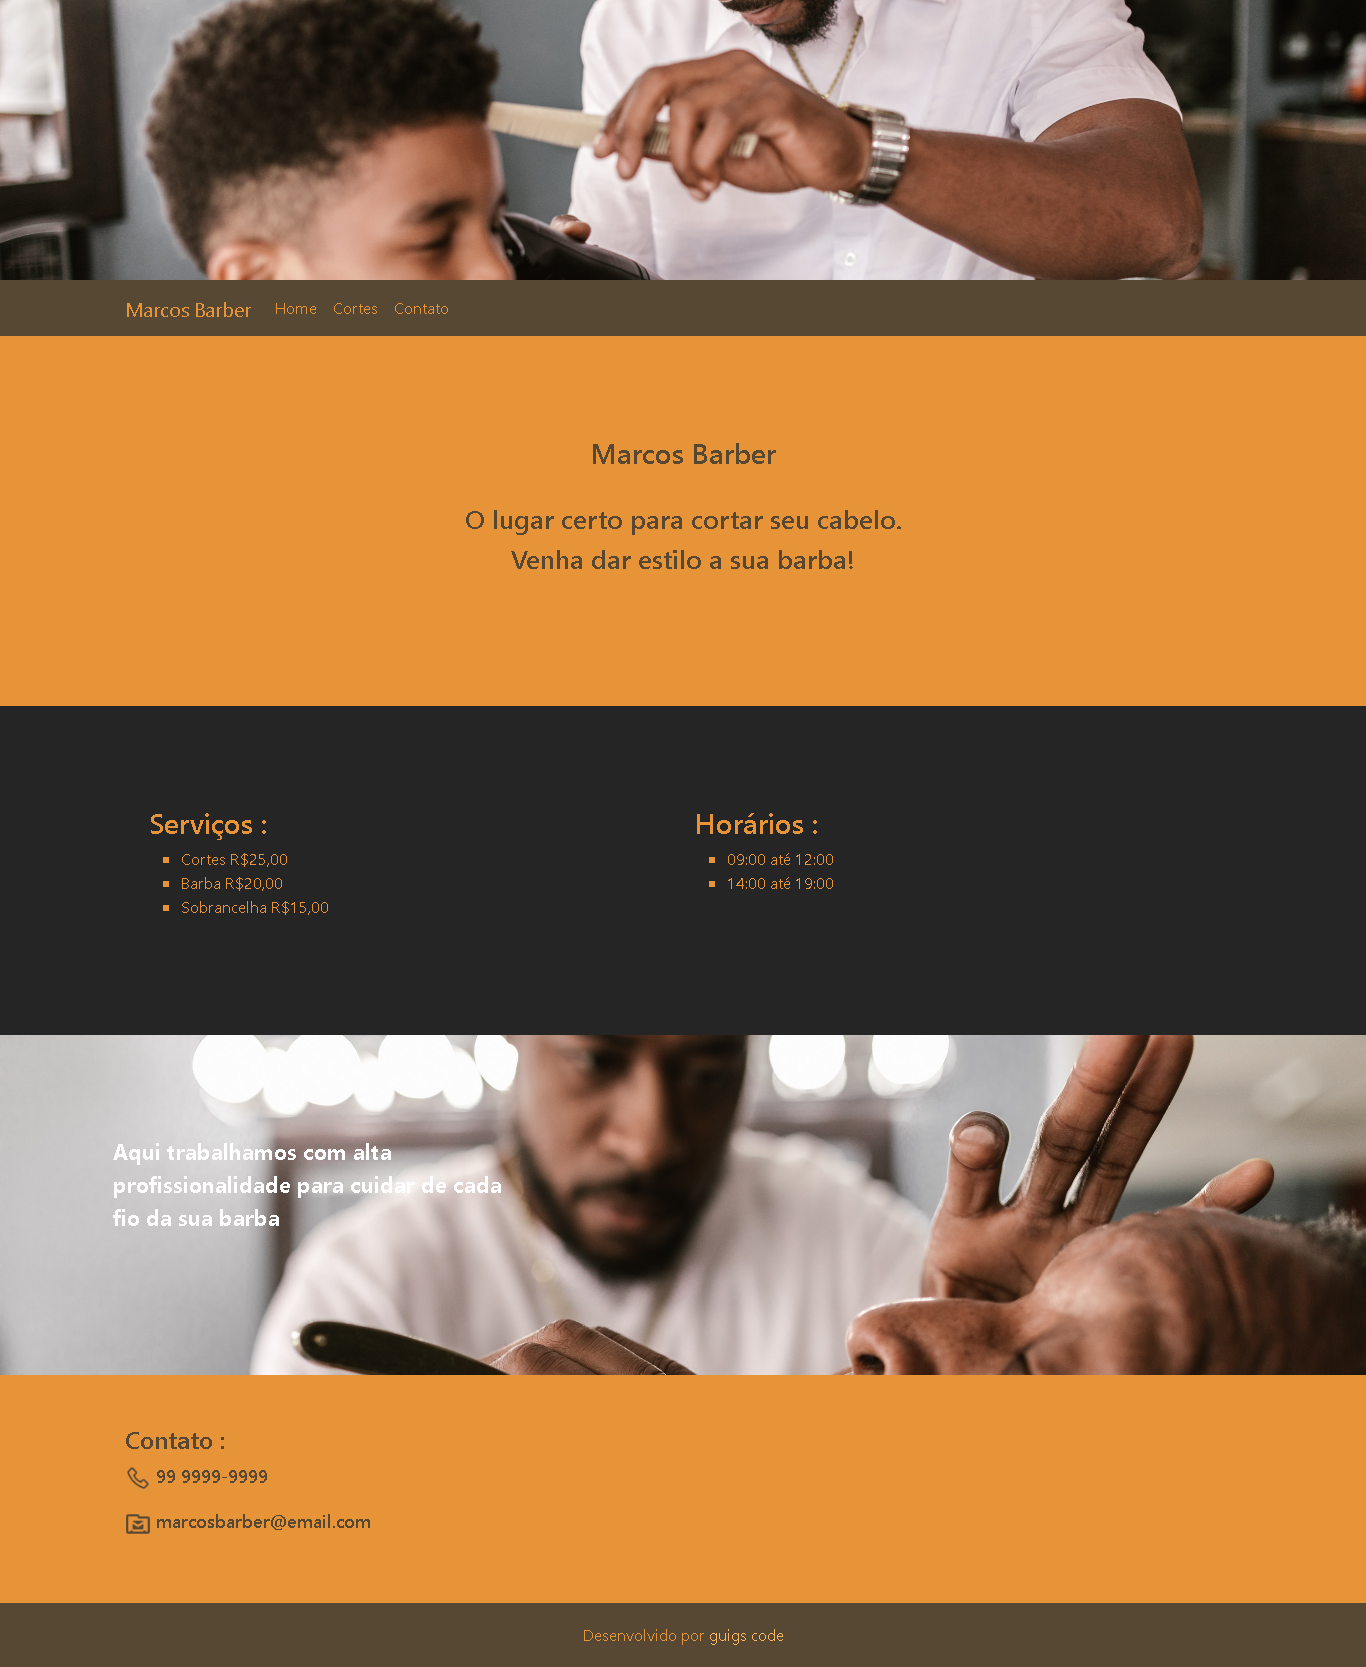 Marcos Barber Home Cortes Contato
Marcos Barber
O lugar certo para cortar seu cabelo.
Venha dar estilo a sua barba!
Serviços :
Cortes R$25,00
Barba R$20,00
Sobrancelha R$15,00
Horários :
09:00 até 12:00
14:00 até 19:00
Aqui trabalhamos com alta
profissionalidade para cuidar de cada
fio da sua barba
Contato :
99 9999-9999
marcosbarber@email.com
Desenvolvido por guigs code